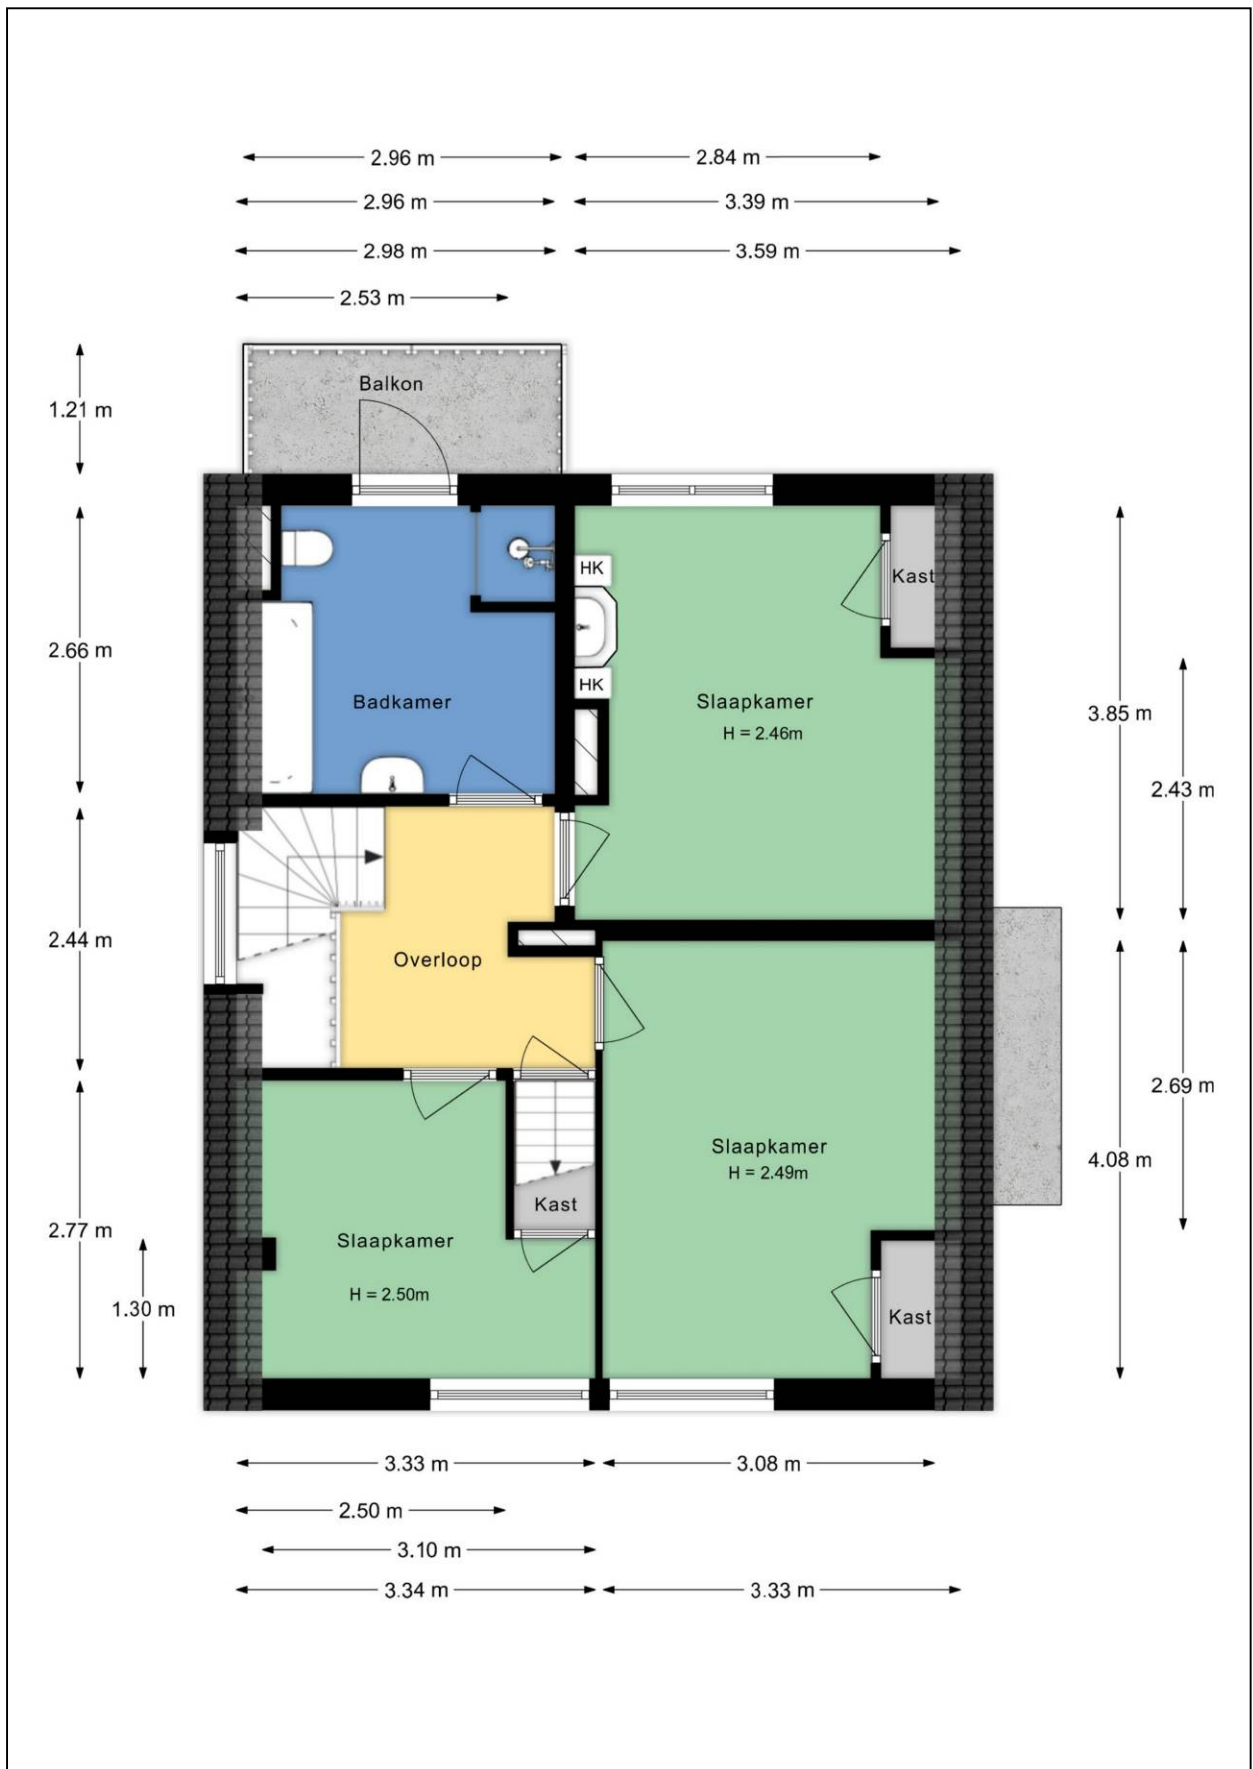 2.96 m
2.84 m
2.96 m
3.39 m
2.98 m
3.59 m
2.53 m
Balkon
1.21 m
HK
Kast
2.66 m
HK
Badkamer
Slaapkamer
H = 2.46m
3.85 m
2.43 m
2.44 m
Overloop
2.69 m
Slaapkamer
H = 2.49m
4.08 m
Kast
2.77 m
Slaapkamer
H = 2.50m
1.30 m
Kast
3.33 m
3.08 m
2.50 m
3.10 m
3.34 m
3.33 m